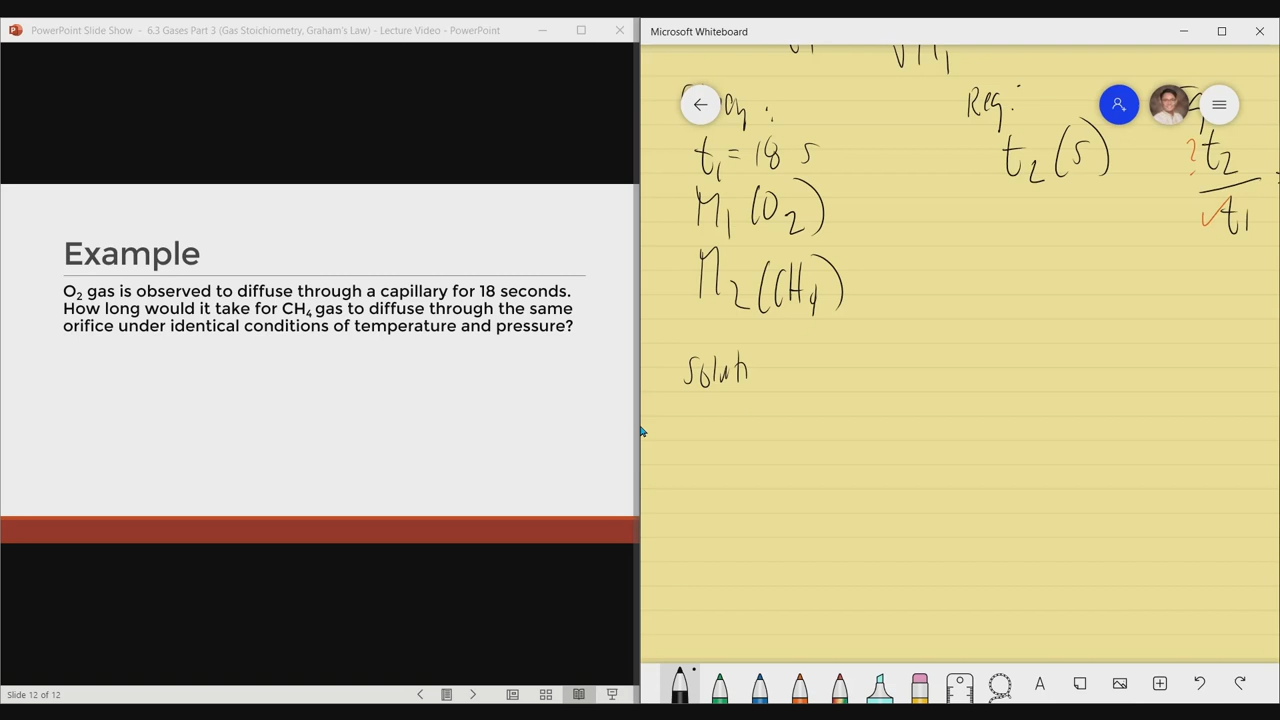 PowerPoint Slide Show - 6.3 Gases Part 3 (Gas Stoichiometry, Graham's Law) - Lecture Video - PowerPoint
Example
O₂ gas is observed to diffuse through a capillary for 18 seconds.
How long would it take for CH₄ gas to diffuse through the same
orifice under identical conditions of temperature and pressure?
Slide 12 of 12
Microsoft Whiteboard
Req:
t₁ = 18 s
t₂ (s)
? t₂
t₁
M₁ (O₂)
M₂ (CH₄)
Solut
A